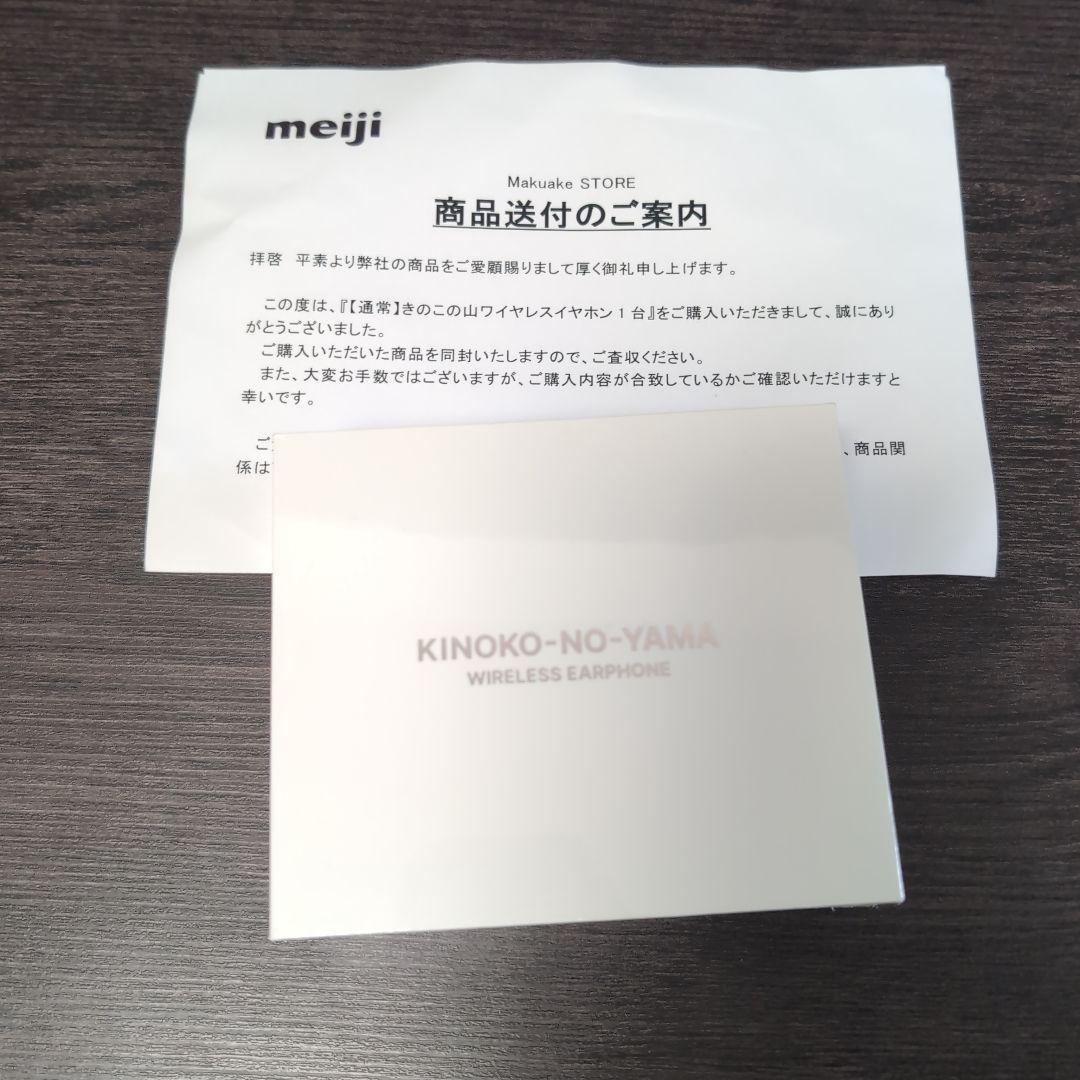 meiji
Makuake STORE
商品送付のご案内
拝啓　平素より弊社の商品をご愛願賜りまして厚く御礼申し上げます。
この度は、『【通常】きのこの山ワイヤレスイヤホン１台』をご購入いただきまして、誠にあり
がとうございました。
ご購入いただいた商品を同封いたしますので、ご査収ください。
また、大変お手数ではございますが、ご購入内容が合致しているかご確認いただけますと
幸いです。
ご
、商品関
係は
KINOKO-NO-YAMA
WIRELESS EARPHONE